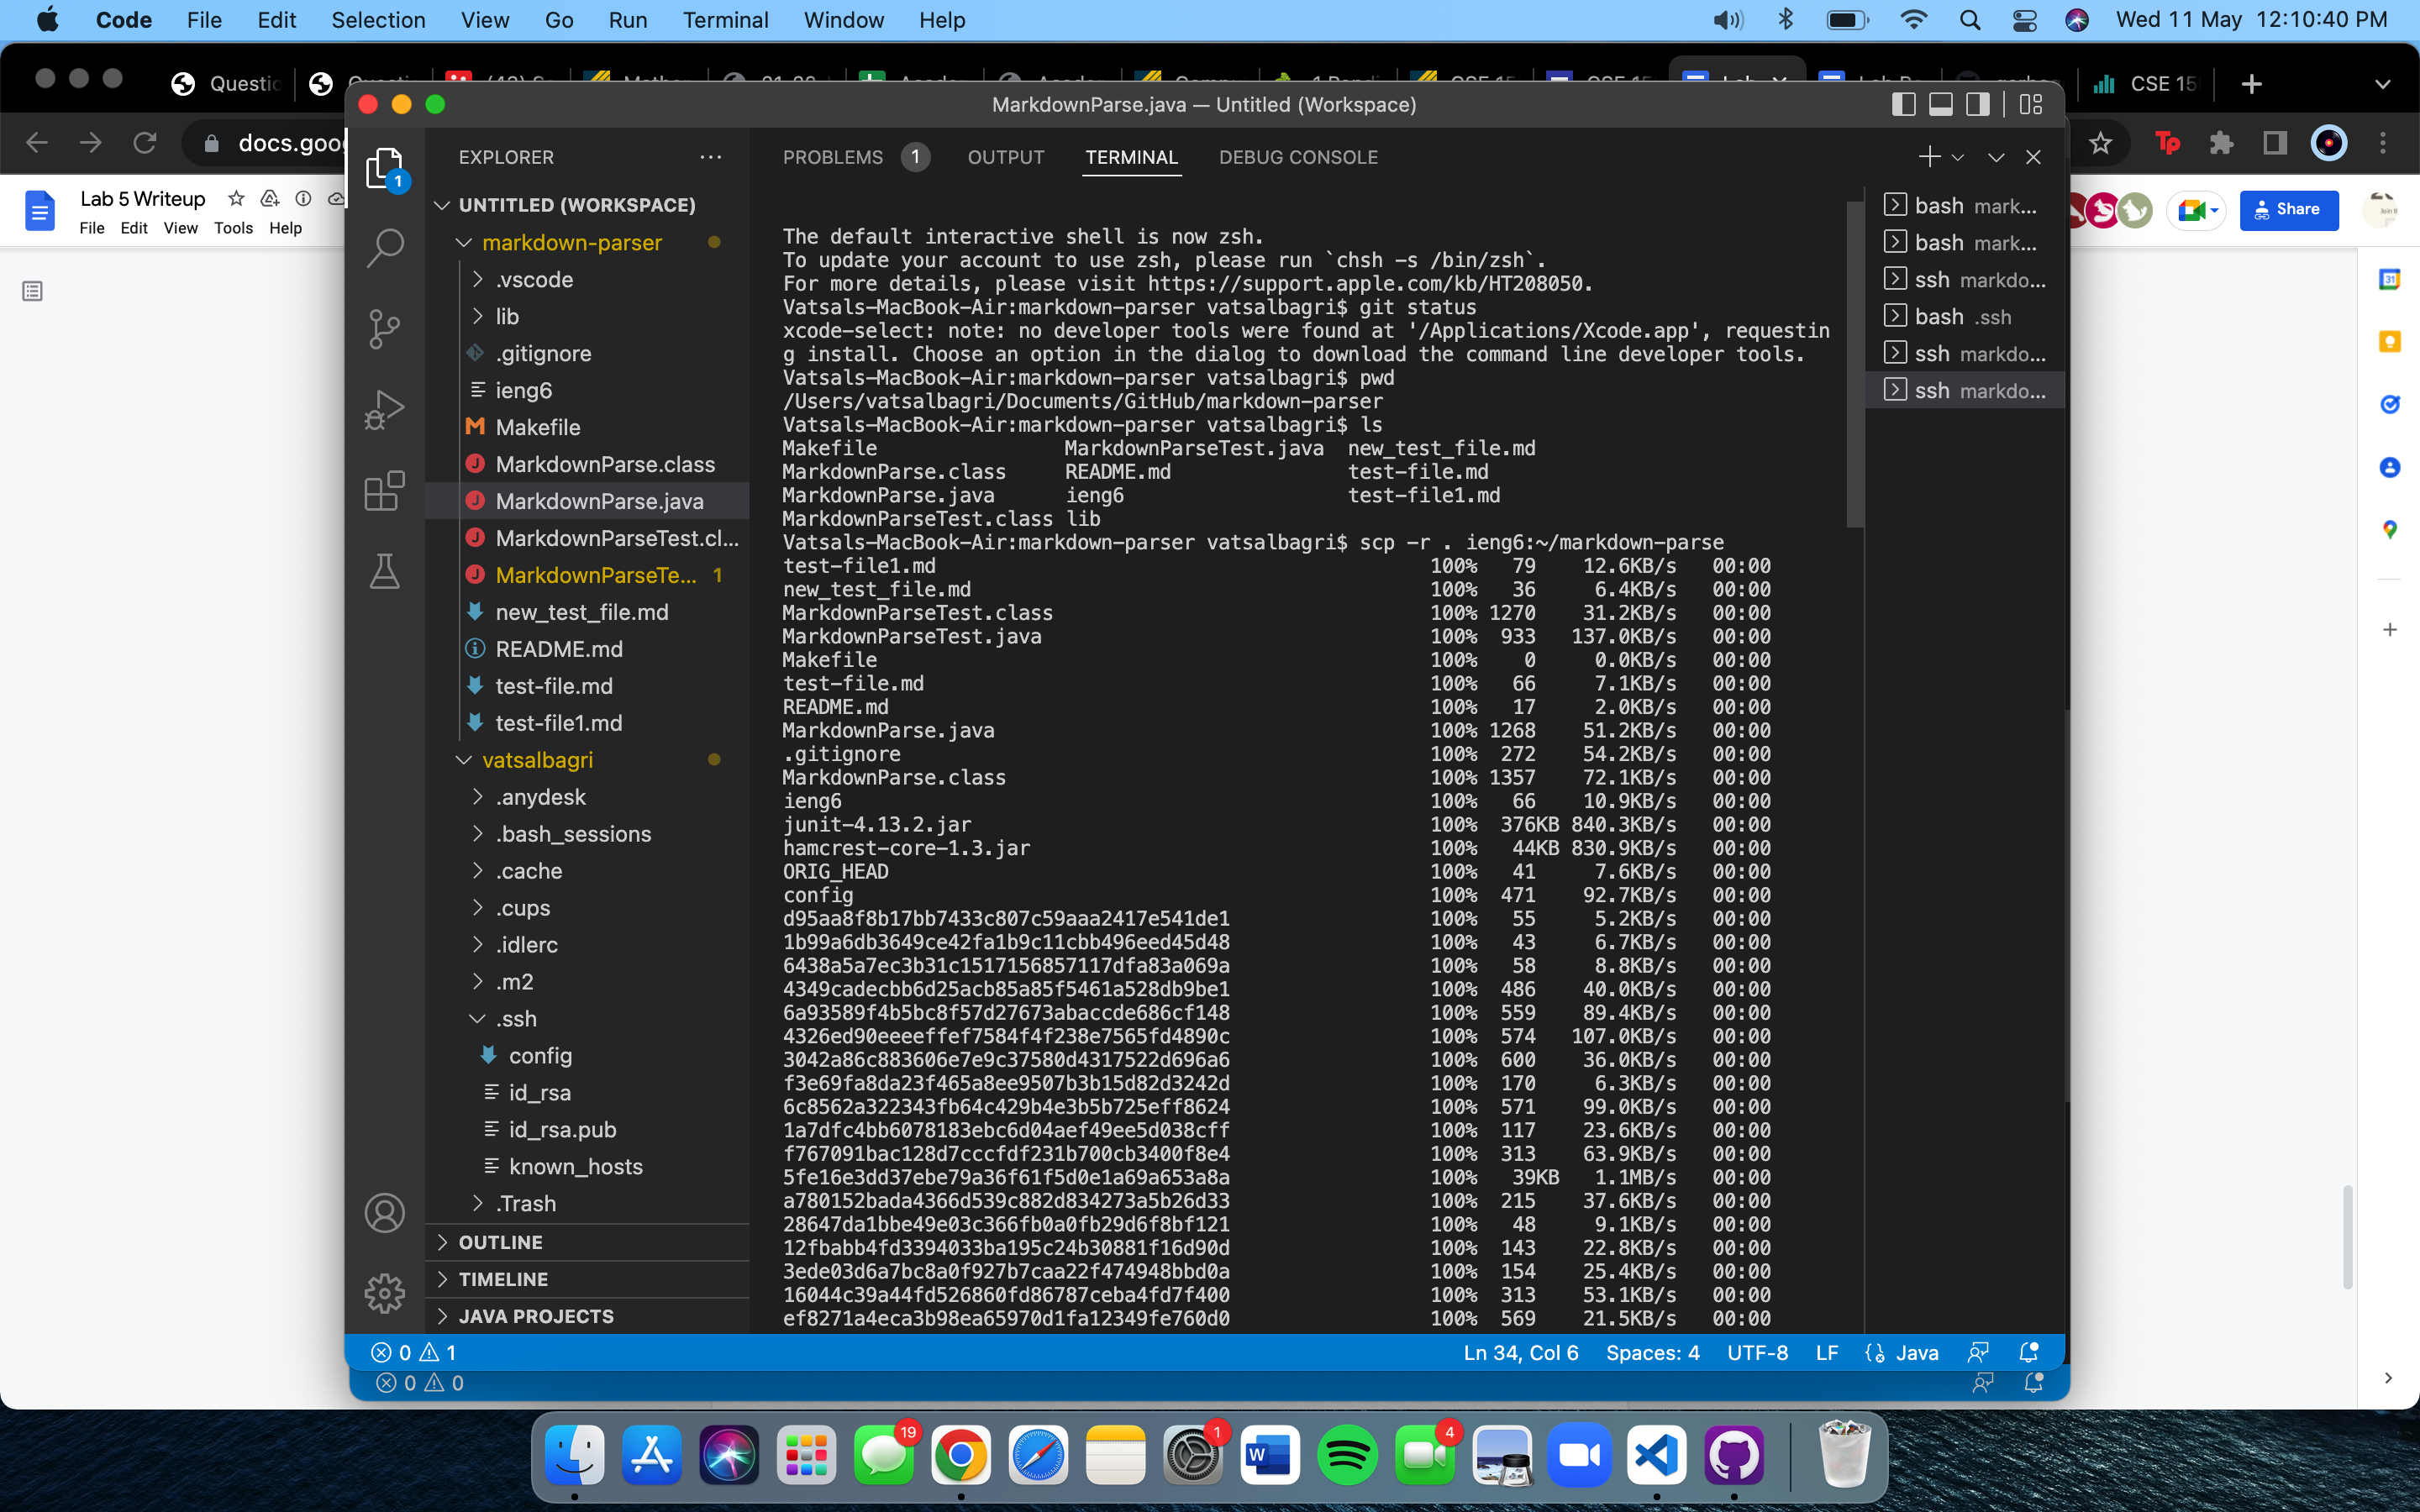 Code File Edit Selection View Go Run Terminal Window Help Wed 11 May 12:10:40 PM
CSE 15
docs.goo
MarkdownParse.java — Untitled (Workspace)
Lab 5 Writeup
File Edit View Tools Help
Share
EXPLORER
UNTITLED (WORKSPACE)
markdown-parser
.vscode
lib
.gitignore
ieng6
Makefile
MarkdownParse.class
MarkdownParse.java
MarkdownParseTest.cl...
MarkdownParseTe... 1
new_test_file.md
README.md
test-file.md
test-file1.md
vatsalbagri
.anydesk
.bash_sessions
.cache
.cups
.idlerc
.m2
.ssh
config
id_rsa
id_rsa.pub
known_hosts
.Trash
OUTLINE
TIMELINE
JAVA PROJECTS
PROBLEMS 1 OUTPUT TERMINAL DEBUG CONSOLE
The default interactive shell is now zsh.
To update your account to use zsh, please run `chsh -s /bin/zsh`.
For more details, please visit https://support.apple.com/kb/HT208050.
Vatsals-MacBook-Air:markdown-parser vatsalbagri$ git status
xcode-select: note: no developer tools were found at '/Applications/Xcode.app', requestin
g install. Choose an option in the dialog to download the command line developer tools.
Vatsals-MacBook-Air:markdown-parser vatsalbagri$ pwd
/Users/vatsalbagri/Documents/GitHub/markdown-parser
Vatsals-MacBook-Air:markdown-parser vatsalbagri$ ls
Makefile MarkdownParseTest.java new_test_file.md
MarkdownParse.class README.md test-file.md
MarkdownParse.java ieng6 test-file1.md
MarkdownParseTest.class lib
Vatsals-MacBook-Air:markdown-parser vatsalbagri$ scp -r . ieng6:~/markdown-parse
test-file1.md 100% 79 12.6KB/s 00:00
new_test_file.md 100% 36 6.4KB/s 00:00
MarkdownParseTest.class 100% 1270 31.2KB/s 00:00
MarkdownParseTest.java 100% 933 137.0KB/s 00:00
Makefile 100% 0 0.0KB/s 00:00
test-file.md 100% 66 7.1KB/s 00:00
README.md 100% 17 2.0KB/s 00:00
MarkdownParse.java 100% 1268 51.2KB/s 00:00
.gitignore 100% 272 54.2KB/s 00:00
MarkdownParse.class 100% 1357 72.1KB/s 00:00
ieng6 100% 66 10.9KB/s 00:00
junit-4.13.2.jar 100% 376KB 840.3KB/s 00:00
hamcrest-core-1.3.jar 100% 44KB 830.9KB/s 00:00
ORIG_HEAD 100% 41 7.6KB/s 00:00
config 100% 471 92.7KB/s 00:00
d95aa8f8b17bb7433c807c59aaa2417e541de1 100% 55 5.2KB/s 00:00
1b99a6db3649ce42fa1b9c11cbb496eed45d48 100% 43 6.7KB/s 00:00
6438a5a7ec3b31c1517156857117dfa83a069a 100% 58 8.8KB/s 00:00
4349cadecbb6d25acb85a85f5461a528db9be1 100% 486 40.0KB/s 00:00
6a93589f4b5bc8f57d27673abaccde686cf148 100% 559 89.4KB/s 00:00
4326ed90eeeeffef7584f4f238e7565fd4890c 100% 574 107.0KB/s 00:00
3042a86c883606e7e9c37580d4317522d696a6 100% 600 36.0KB/s 00:00
f3e69fa8da23f465a8ee9507b3b15d82d3242d 100% 170 6.3KB/s 00:00
6c8562a322343fb64c429b4e3b5b725eff8624 100% 571 99.0KB/s 00:00
1a7dfc4bb6078183ebc6d04aef49ee5d038cff 100% 117 23.6KB/s 00:00
f767091bac128d7cccfdf231b700cb3400f8e4 100% 313 63.9KB/s 00:00
5fe16e3dd37ebe79a36f61f5d0e1a69a653a8a 100% 39KB 1.1MB/s 00:00
a780152bada4366d539c882d834273a5b26d33 100% 215 37.6KB/s 00:00
28647da1bbe49e03c366fb0a0fb29d6f8bf121 100% 48 9.1KB/s 00:00
12fbabb4fd3394033ba195c24b30881f16d90d 100% 143 22.8KB/s 00:00
3ede03d6a7bc8a0f927b7caa22f474948bbd0a 100% 154 25.4KB/s 00:00
16044c39a44fd526860fd86787ceba4fd7f400 100% 313 53.1KB/s 00:00
ef8271a4eca3b98ea65970d1fa12349fe760d0 100% 569 21.5KB/s 00:00
bash mark...
bash mark...
ssh markdo...
bash .ssh
ssh markdo...
ssh markdo...
0 1 Ln 34, Col 6 Spaces: 4 UTF-8 LF Java
0 0
19 1 4